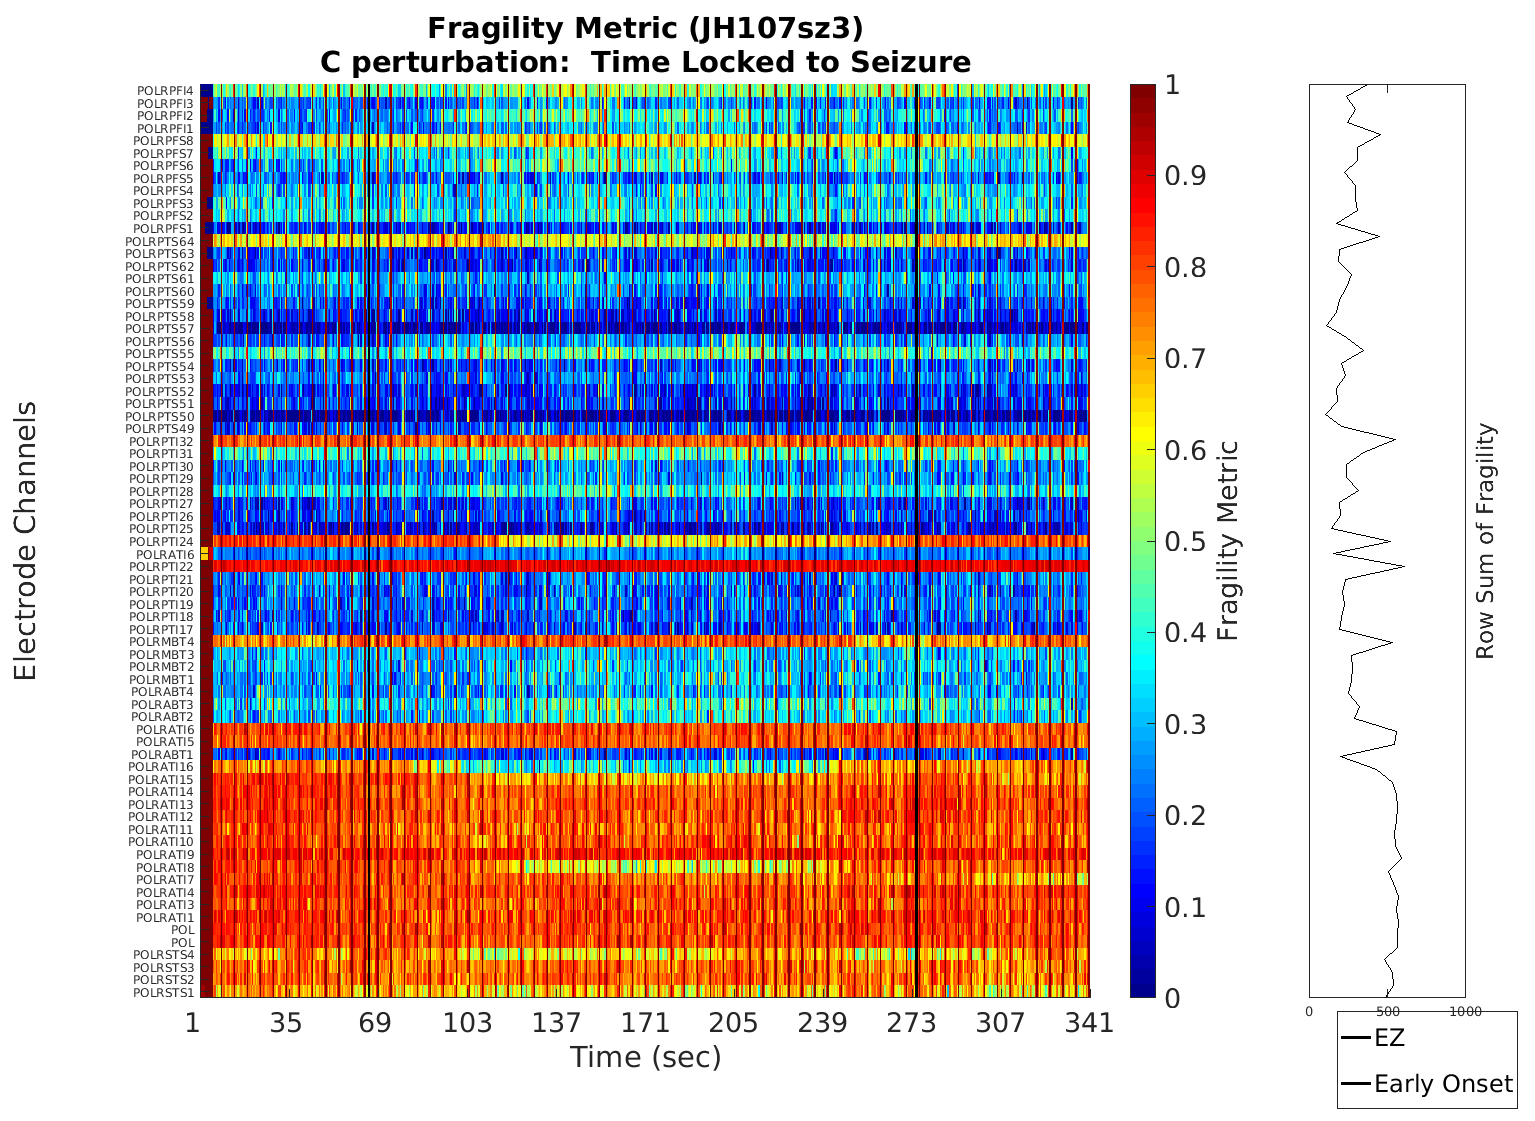 Fragility Metric (JH107sz3)
C perturbation:  Time Locked to Seizure
Electrode Channels
POLRPFI4
POLRPFI3
POLRPFI2
POLRPFI1
POLRPFS8
POLRPFS7
POLRPFS6
POLRPFS5
POLRPFS4
POLRPFS3
POLRPFS2
POLRPFS1
POLRPTS64
POLRPTS63
POLRPTS62
POLRPTS61
POLRPTS60
POLRPTS59
POLRPTS58
POLRPTS57
POLRPTS56
POLRPTS55
POLRPTS54
POLRPTS53
POLRPTS52
POLRPTS51
POLRPTS50
POLRPTS49
POLRPTI32
POLRPTI31
POLRPTI30
POLRPTI29
POLRPTI28
POLRPTI27
POLRPTI26
POLRPTI25
POLRPTI24
POLRATI6
POLRPTI22
POLRPTI21
POLRPTI20
POLRPTI19
POLRPTI18
POLRPTI17
POLRMBT4
POLRMBT3
POLRMBT2
POLRMBT1
POLRABT4
POLRABT3
POLRABT2
POLRATI6
POLRATI5
POLRABT1
POLRATI16
POLRATI15
POLRATI14
POLRATI13
POLRATI12
POLRATI11
POLRATI10
POLRATI9
POLRATI8
POLRATI7
POLRATI4
POLRATI3
POLRATI1
POL
POL
POLRSTS4
POLRSTS3
POLRSTS2
POLRSTS1
1 35 69 103 137 171 205 239 273 307 341
Time (sec)
1
0.9
0.8
0.7
0.6
0.5
0.4
0.3
0.2
0.1
0
Fragility Metric
Row Sum of Fragility
0 500 1000
EZ
Early Onset